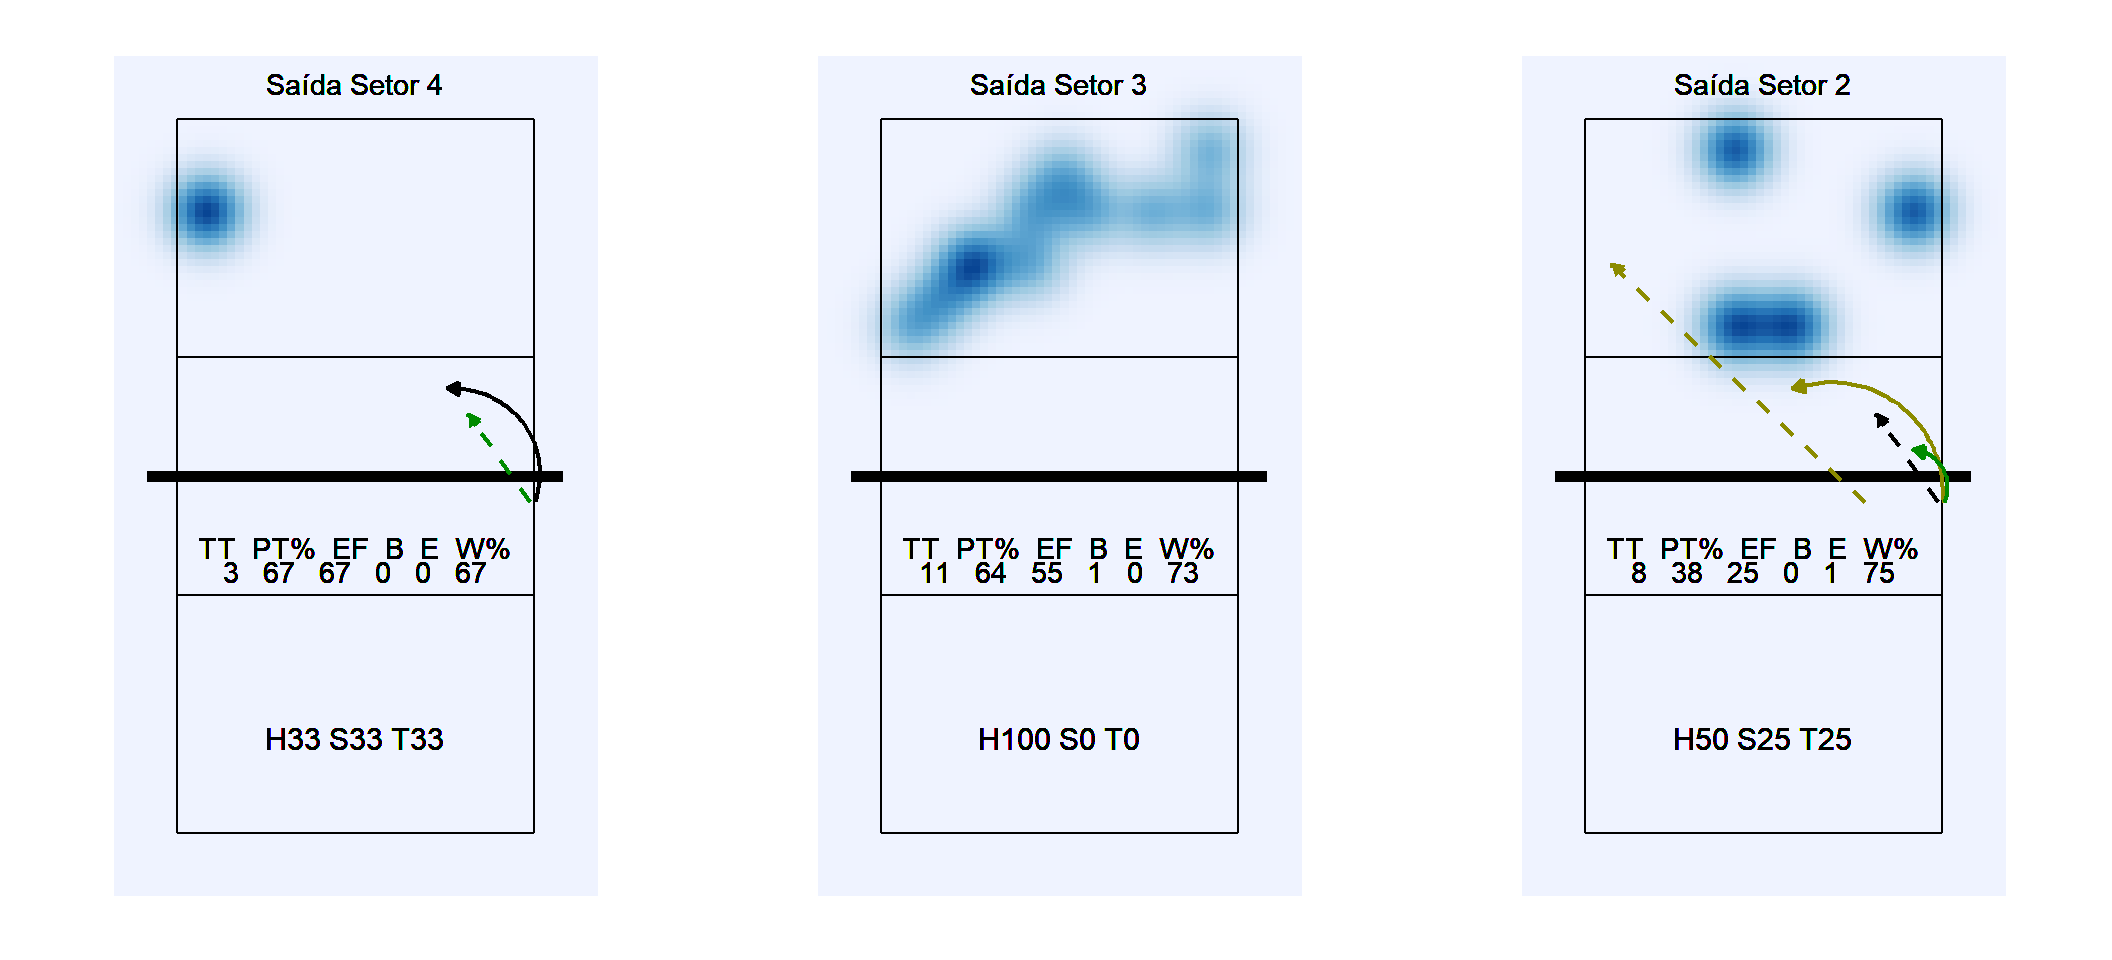 Saída Setor 4
TT PT% EF B E W%
3 67 67 0 0 67
H33 S33 T33
Saída Setor 3
TT PT% EF B E W%
11 64 55 1 0 73
H100 S0 T0
Saída Setor 2
TT PT% EF B E W%
8 38 25 0 1 75
H50 S25 T25